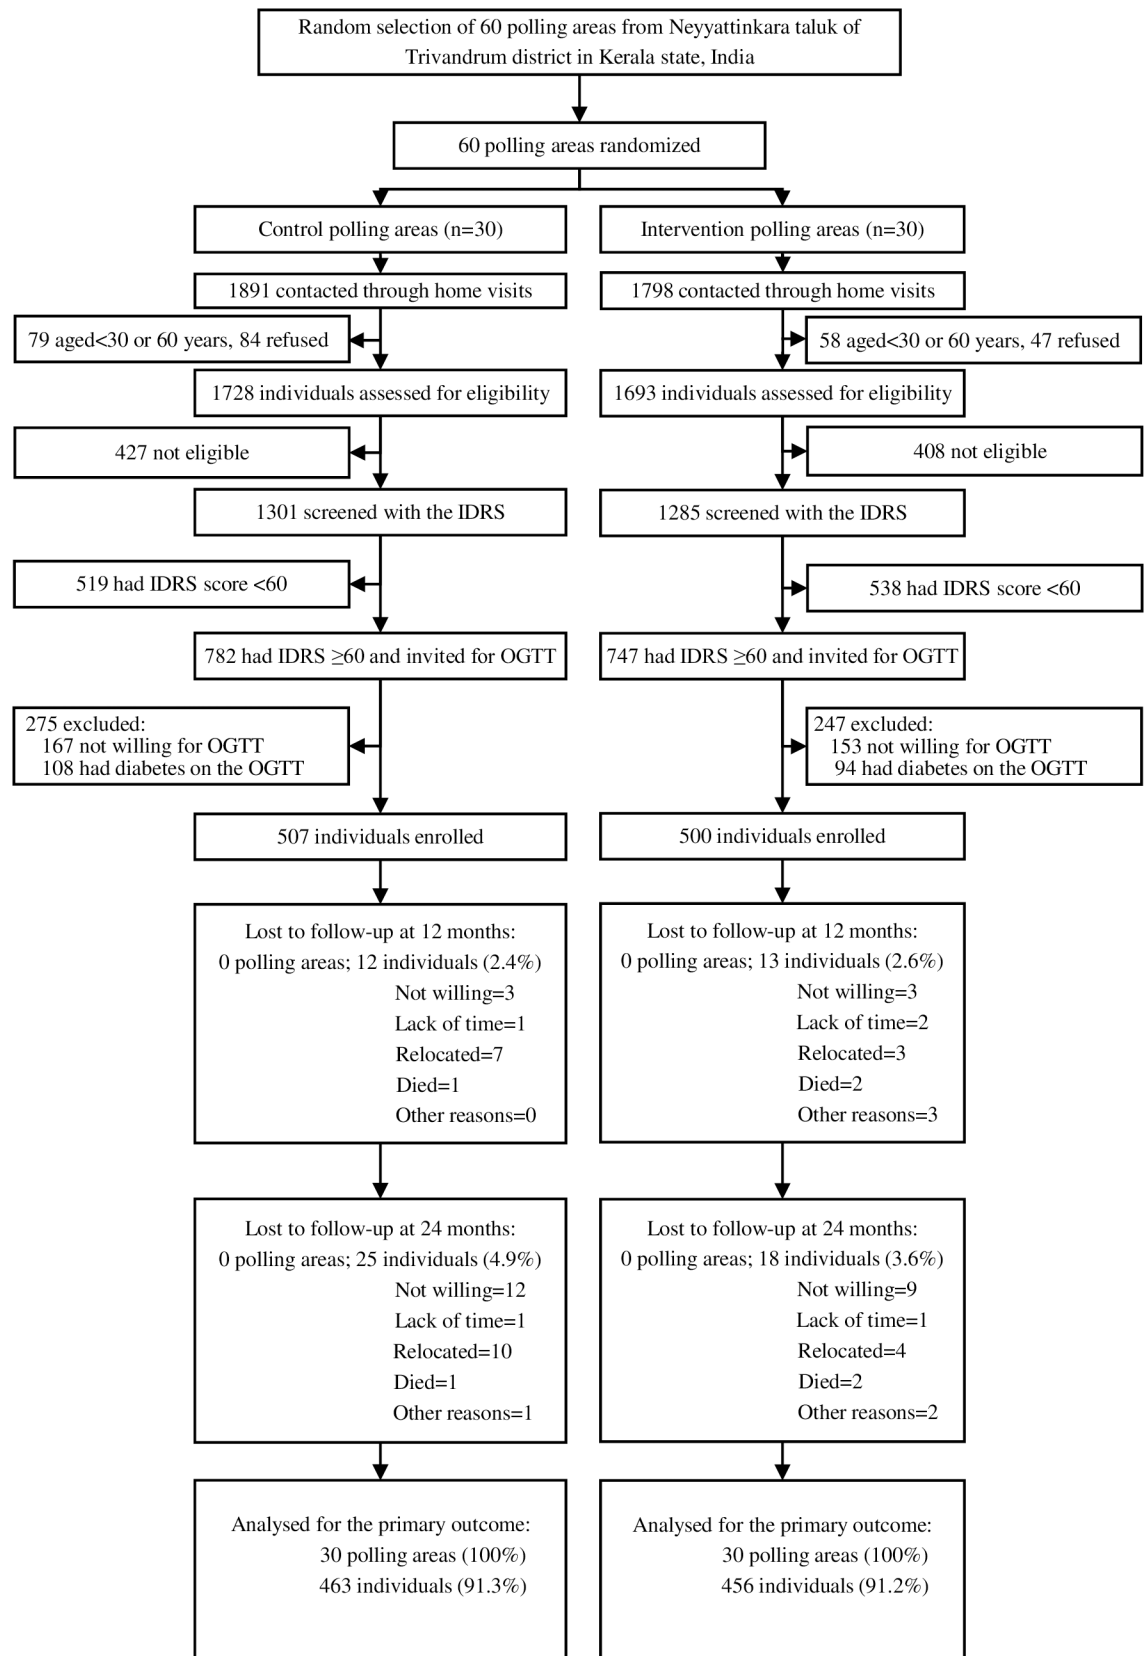 Random selection of 60 polling areas from Neyyattinkara taluk of
Trivandrum district in Kerala state, India
60 polling areas randomized
Control polling areas (n=30)
Intervention polling areas (n=30)
1891 contacted through home visits
1798 contacted through home visits
79 aged<30 or 60 years, 84 refused
58 aged<30 or 60 years, 47 refused
1728 individuals assessed for eligibility
1693 individuals assessed for eligibility
427 not eligible
408 not eligible
1301 screened with the IDRS
1285 screened with the IDRS
519 had IDRS score <60
538 had IDRS score <60
782 had IDRS ≥60 and invited for OGTT
747 had IDRS ≥60 and invited for OGTT
275 excluded:
167 not willing for OGTT
108 had diabetes on the OGTT
247 excluded:
153 not willing for OGTT
94 had diabetes on the OGTT
507 individuals enrolled
500 individuals enrolled
Lost to follow-up at 12 months:
0 polling areas; 12 individuals (2.4%)
Not willing=3
Lack of time=1
Relocated=7
Died=1
Other reasons=0
Lost to follow-up at 12 months:
0 polling areas; 13 individuals (2.6%)
Not willing=3
Lack of time=2
Relocated=3
Died=2
Other reasons=3
Lost to follow-up at 24 months:
0 polling areas; 25 individuals (4.9%)
Not willing=12
Lack of time=1
Relocated=10
Died=1
Other reasons=1
Lost to follow-up at 24 months:
0 polling areas; 18 individuals (3.6%)
Not willing=9
Lack of time=1
Relocated=4
Died=2
Other reasons=2
Analysed for the primary outcome:
30 polling areas (100%)
463 individuals (91.3%)
Analysed for the primary outcome:
30 polling areas (100%)
456 individuals (91.2%)